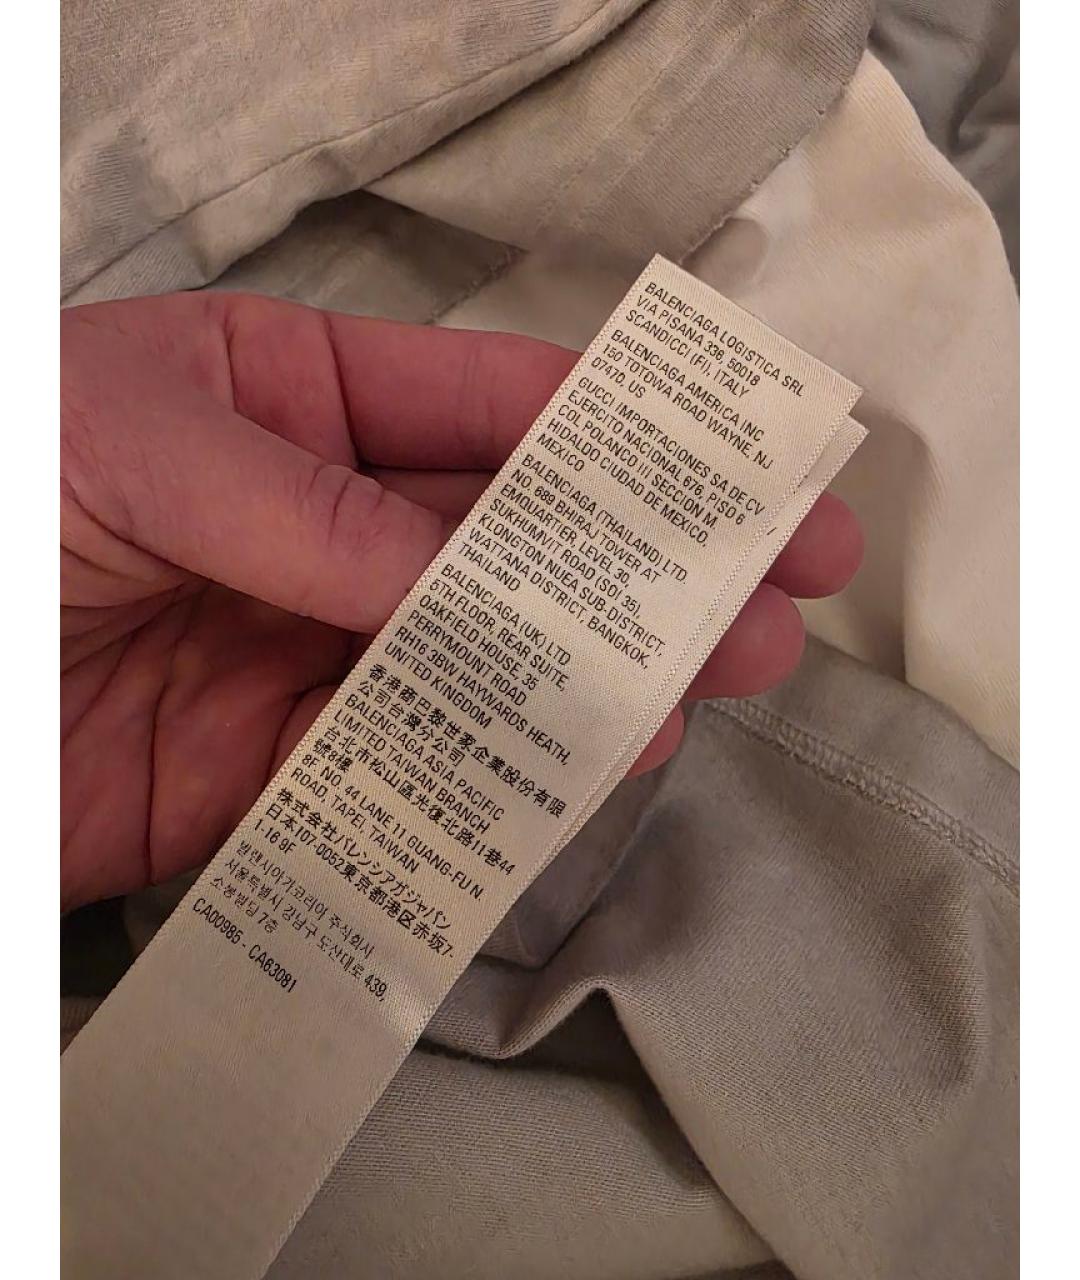 BALENCIAGA LOGISTICA SRL
VIA PISANA 336, 50018
SCANDICCI (FI), ITALY
BALENCIAGA AMERICA INC
150 TOTOWA ROAD WAYNE, NJ
07470, US
GUCCI IMPORTACIONES SA DE CV
EJERCITO NACIONAL 676, PISO 6
COL POLANCO III SECCION M
HIDALGO CIUDAD DE MEXICO,
MEXICO
BALENCIAGA (THAILAND) LTD.
NO. 689 BHIRAJ TOWER AT
EMQUARTIER, LEVEL 30,
SUKHUMVIT ROAD (SOI 35),
KLONGTON NUEA SUB-DISTRICT,
WATTANA DISTRICT, BANGKOK,
THAILAND
BALENCIAGA (UK) LTD
5TH FLOOR, REAR SUITE,
OAKFIELD HOUSE, 35
PERRYMOUNT ROAD
RH16 3BW HAYWARDS HEATH,
UNITED KINGDOM
香港商巴黎世家企業股份有限
公司台灣分公司
BALENCIAGA ASIA PACIFIC
LIMITED TAIWAN BRANCH
台北市松山區光復北路11巷44
號8樓
8F NO. 44 LANE 11 GUANG-FU N.
ROAD, TAPEI, TAIWAN
株式会社バレンシアガジャパン
日本107-0052東京都港区赤坂7-
1-16 9F
발렌시아가코리아 주식회사
서울특별시 강남구 도산대로 439,
소봉빌딩 7층
CA00985 - CA63081